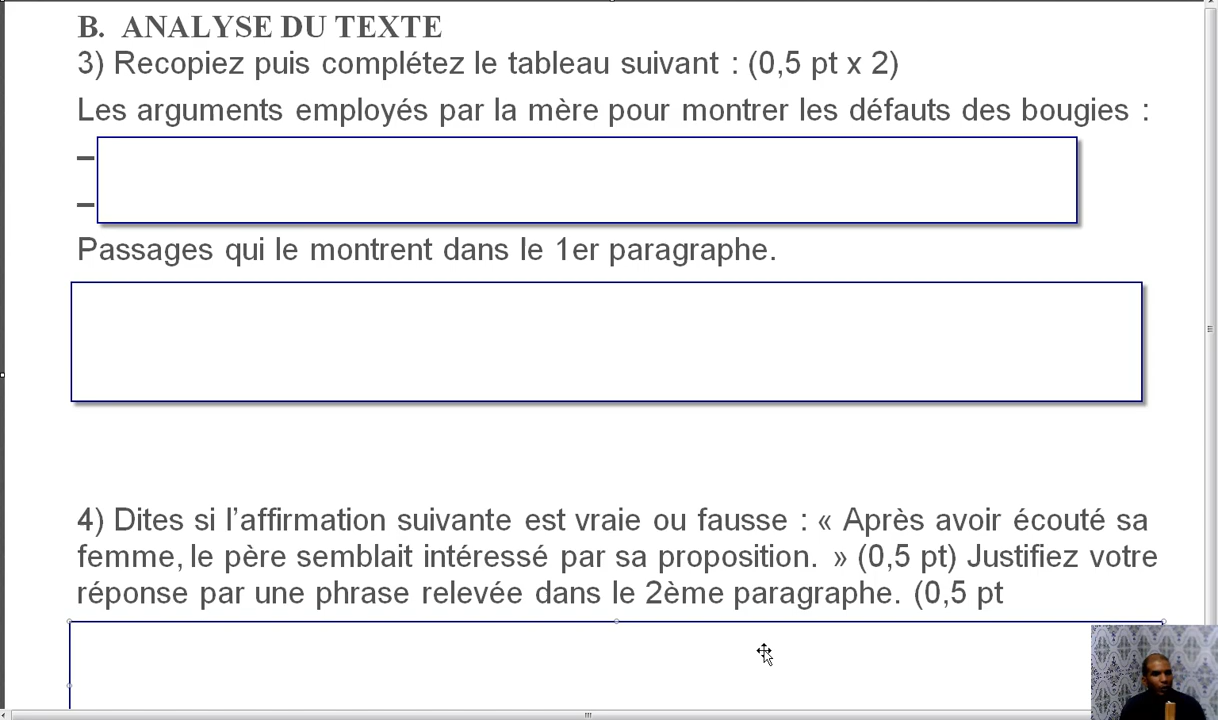 B. ANALYSE DU TEXTE
3) Recopiez puis complétez le tableau suivant : (0,5 pt x 2)
Les arguments employés par la mère pour montrer les défauts des bougies :
–
–
Passages qui le montrent dans le 1er paragraphe.
4) Dites si l’affirmation suivante est vraie ou fausse : « Après avoir écouté sa
femme, le père semblait intéressé par sa proposition. » (0,5 pt) Justifiez votre
réponse par une phrase relevée dans le 2ème paragraphe. (0,5 pt